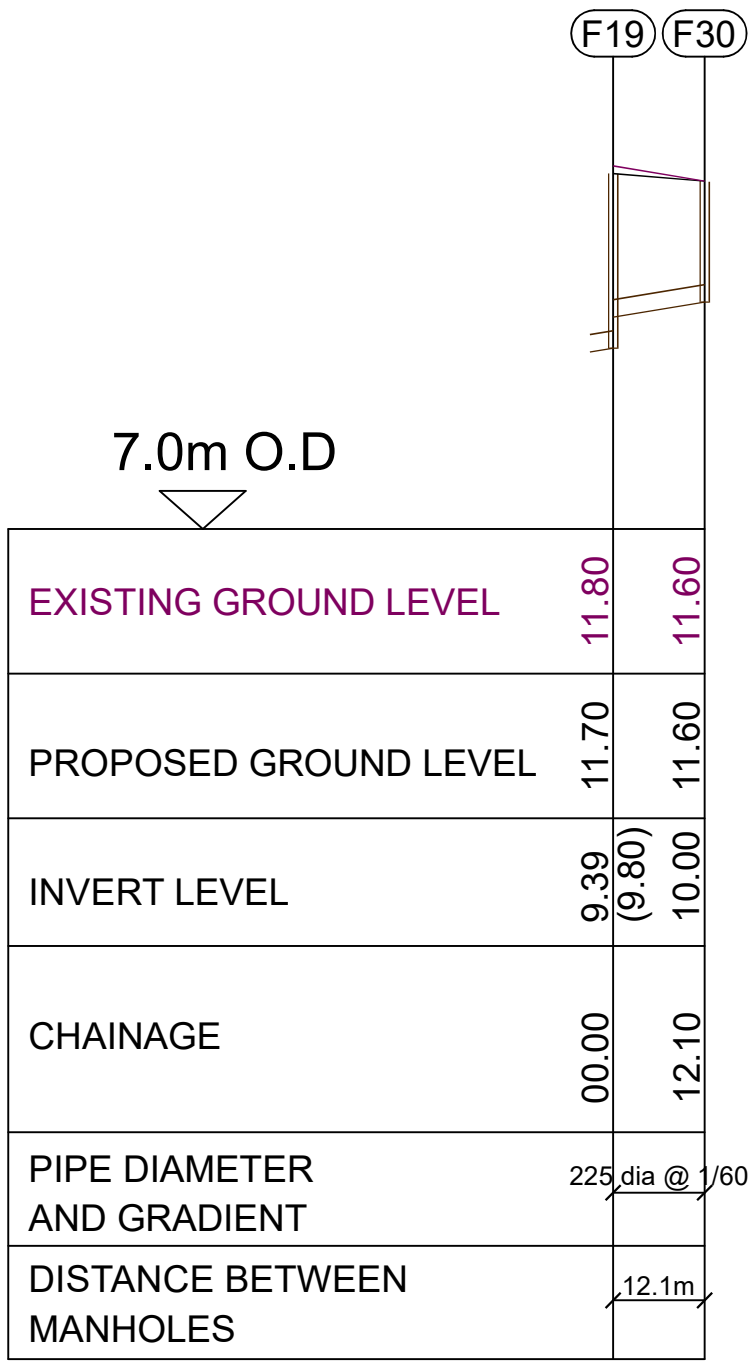 F19 F30
7.0m O.D
EXISTING GROUND LEVEL 11.80 11.60
PROPOSED GROUND LEVEL 11.70 11.60
INVERT LEVEL 9.39 (9.80) 10.00
CHAINAGE 00.00 12.10
PIPE DIAMETER
AND GRADIENT
225 dia @ 1/60
DISTANCE BETWEEN
MANHOLES
12.1m